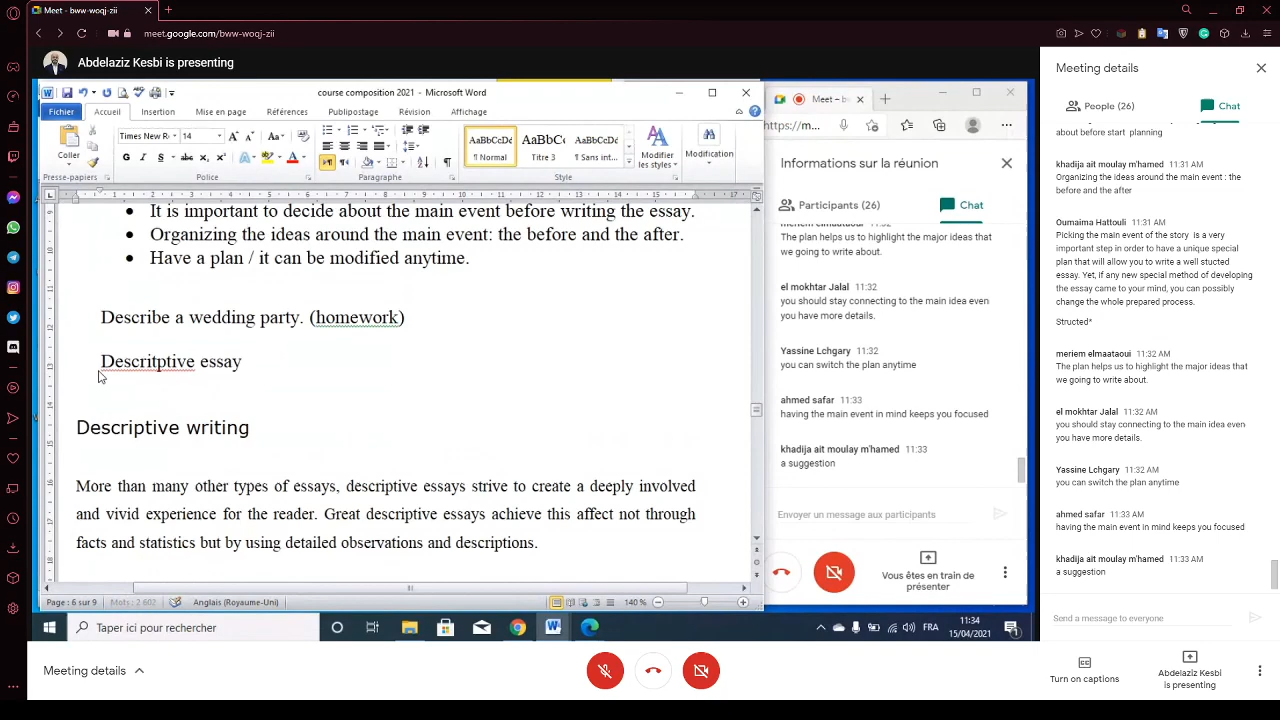 Meet - bww-woqj-zii
meet.google.com/bww-woqj-zii
Abdelaziz Kesbi is presenting
course composition 2021 - Microsoft Word
Fichier
Accueil
Insertion
Mise en page
Références
Publipostage
Révision
Affichage
Coller
Times New R
14
Presse-papiers
Police
Paragraphe
AaBbCcDd
¶ Normal
AaBbCc
Titre 3
AaBbCcDd
¶ Sans int...
Style
Modifier
les styles
Modification
It is important to decide about the main event before writing the essay.
Organizing the ideas around the main event: the before and the after.
Have a plan / it can be modified anytime.
Describe a wedding party. (homework)
Descritptive essay
Descriptive writing
More than many other types of essays, descriptive essays strive to create a deeply involved
and vivid experience for the reader. Great descriptive essays achieve this affect not through
facts and statistics but by using detailed observations and descriptions.
Page : 6 sur 9
Mots : 2 602
Anglais (Royaume-Uni)
140 %
Meet – b
https://m...
Informations sur la réunion
Participants (26)
Chat
meriem elmaataoui 11:32
The plan helps us to highlight the major ideas that
we going to write about.
el mokhtar Jalal 11:32
you should stay connecting to the main idea even
you have more details.
Yassine Lchgary 11:32
you can switch the plan anytime
ahmed safar 11:33
having the main event in mind keeps you focused
khadija ait moulay m'hamed 11:33
a suggestion
Envoyer un message aux participants
Vous êtes en train de
présenter
Taper ici pour rechercher
FRA
11:34
15/04/2021
1
Meeting details
People (26)
Chat
about before start planning
khadija ait moulay m'hamed 11:31 AM
Organizing the ideas around the main event : the
before and the after
Oumaima Hattouli 11:31 AM
Picking the main event of the story is a very
important step in order to have a unique special
plan that will allow you to write a well stucted
essay. Yet, if any new special method of developing
the essay came to your mind, you can possibly
change the whole prepared process.
Structed*
meriem elmaataoui 11:32 AM
The plan helps us to highlight the major ideas that
we going to write about.
el mokhtar Jalal 11:32 AM
you should stay connecting to the main idea even
you have more details.
Yassine Lchgary 11:32 AM
you can switch the plan anytime
ahmed safar 11:33 AM
having the main event in mind keeps you focused
khadija ait moulay m'hamed 11:33 AM
a suggestion
Send a message to everyone
Meeting details
Turn on captions
Abdelaziz Kesbi
is presenting